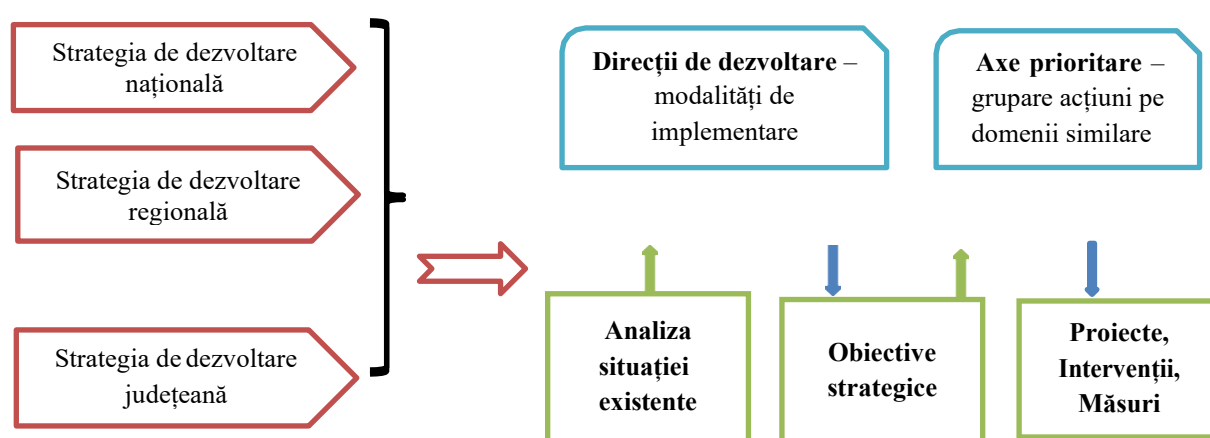 Strategia de dezvoltare
națională
Strategia de dezvoltare
regională
Strategia de dezvoltare
județeană
Direcții de dezvoltare –
modalități de
implementare
Axe prioritare –
grupare acțiuni pe
domenii similare
Analiza
situației
existente
Obiective
strategice
Proiecte,
Intervenții,
Măsuri